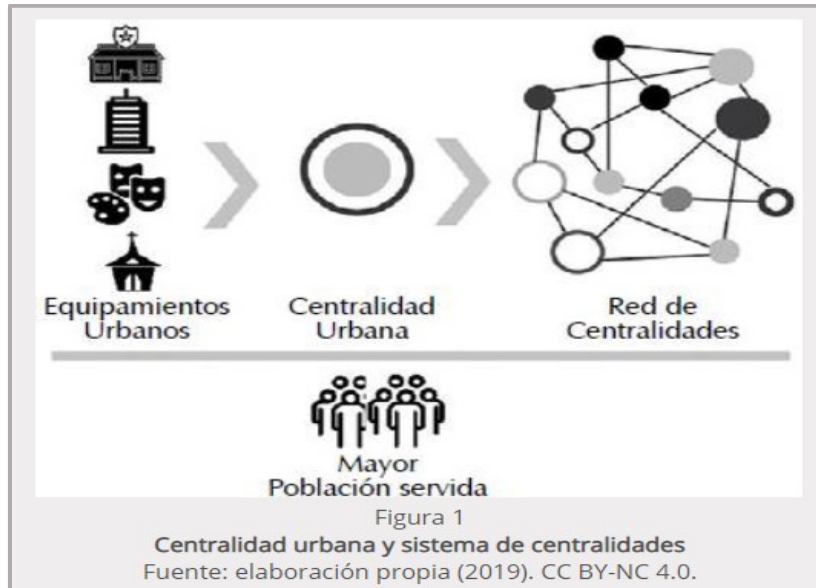 Equipamientos
Urbanos
Centralidad
Urbana
Red de
Centralidades
Mayor
Población servida
Figura 1
Centralidad urbana y sistema de centralidades
Fuente: elaboración propia (2019). CC BY-NC 4.0.